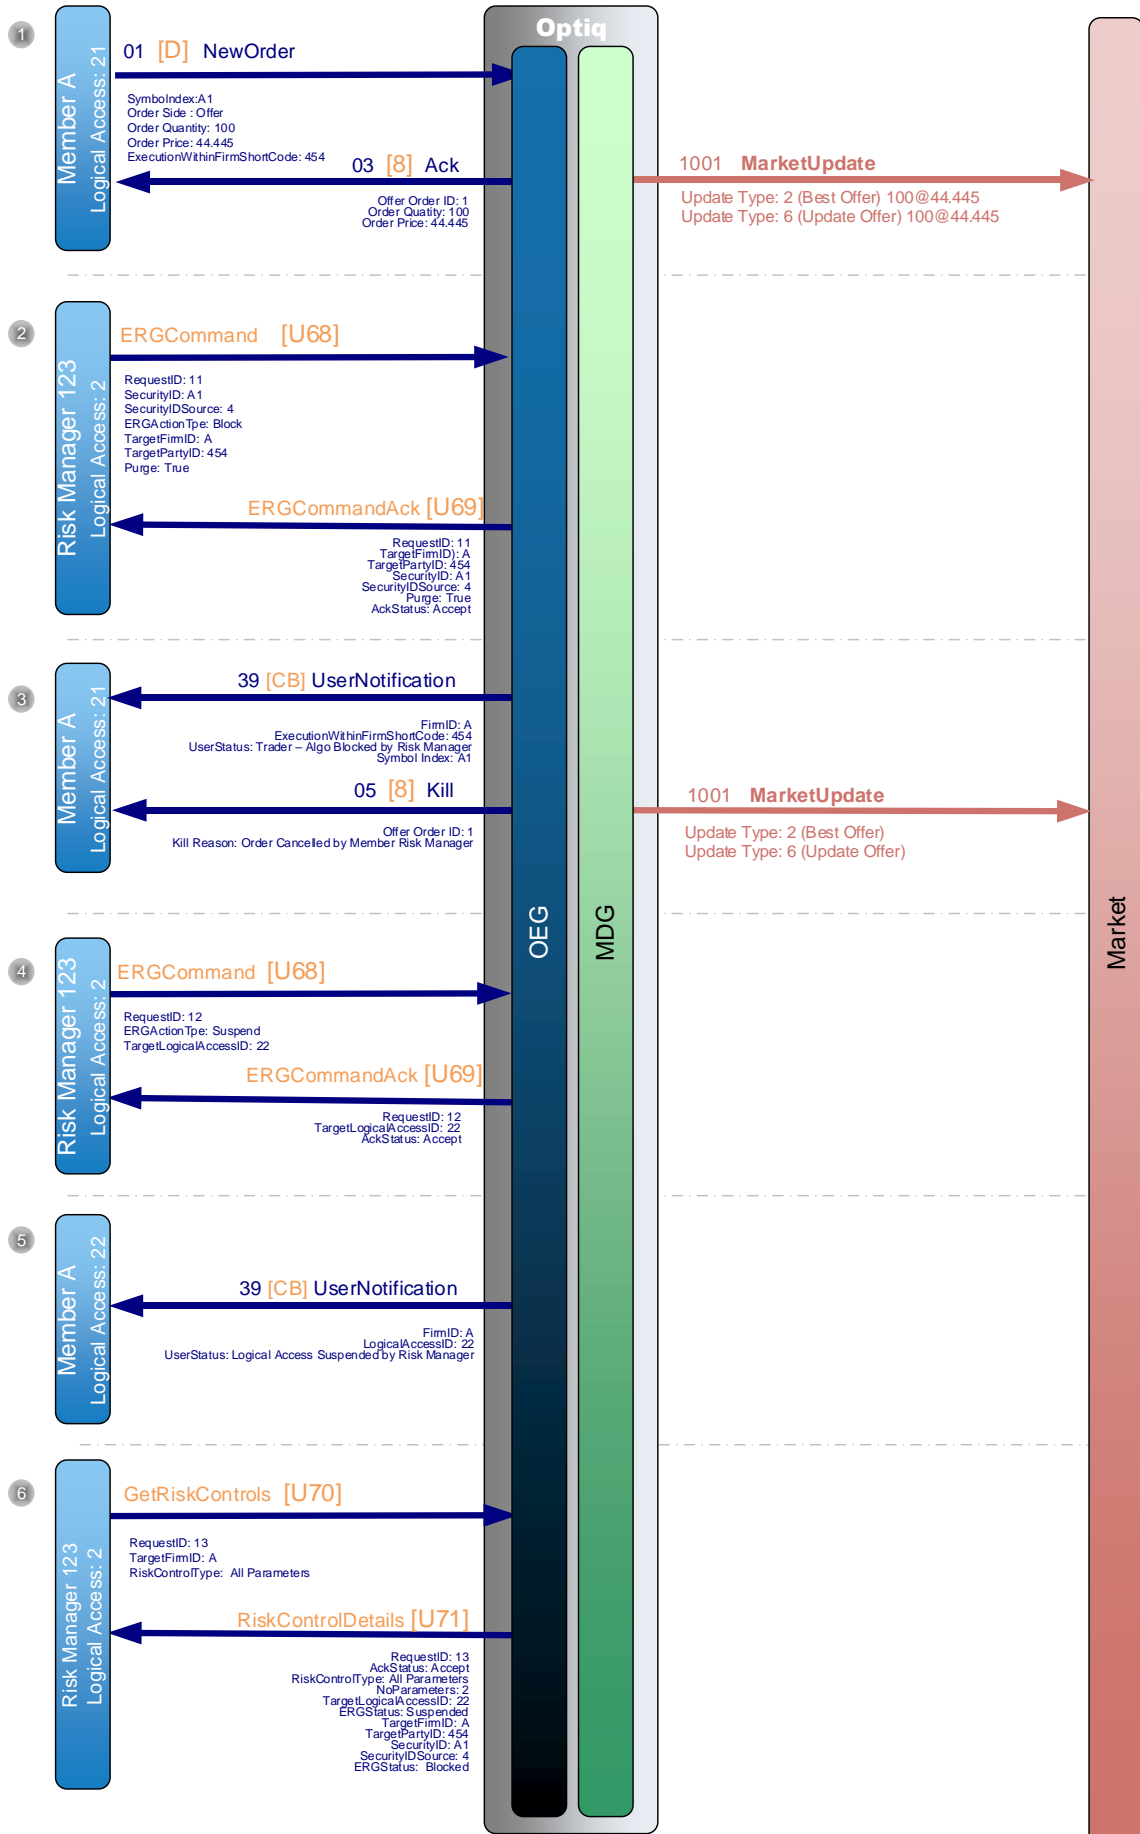 Optiq
1
Member A
Logical Access: 21
01 [D] NewOrder
SymbolIndex:A1
Order Side : Offer
Order Quantity: 100
Order Price: 44.445
ExecutionWithinFirmShortCode: 454
03 [8] Ack
Offer Order ID: 1
Order Quatity: 100
Order Price: 44.445
1001 MarketUpdate
Update Type: 2 (Best Offer) 100@44.445
Update Type: 6 (Update Offer) 100@44.445
2
Risk Manager 123
Logical Access: 2
ERGCommand [U68]
RequestID: 11
SecurityID: A1
SecurityIDSource: 4
ERGActionTpe: Block
TargetFirmID: A
TargetPartyID: 454
Purge: True
ERGCommandAck [U69]
RequestID: 11
TargetFirmID): A
TargetPartyID: 454
SecurityID: A1
SecurityIDSource: 4
Purge: True
AckStatus: Accept
3
Member A
Logical Access: 21
39 [CB] UserNotification
FirmID: A
ExecutionWithinFirmShortCode: 454
UserStatus: Trader – Algo Blocked by Risk Manager
Symbol Index: A1
05 [8] Kill
Offer Order ID: 1
Kill Reason: Order Cancelled by Member Risk Manager
1001 MarketUpdate
Update Type: 2 (Best Offer)
Update Type: 6 (Update Offer)
OEG
MDG
Market
4
Risk Manager 123
Logical Access: 2
ERGCommand [U68]
RequestID: 12
ERGActionTpe: Suspend
TargetLogicalAccessID: 22
ERGCommandAck [U69]
RequestID: 12
TargetLogicalAccessID: 22
AckStatus: Accept
5
Member A
Logical Access: 22
39 [CB] UserNotification
FirmID: A
LogicalAccessID: 22
UserStatus: Logical Access Suspended by Risk Manager
6
Risk Manager 123
Logical Access: 2
GetRiskControls [U70]
RequestID: 13
TargetFirmID: A
RiskControlType: All Parameters
RiskControlDetails [U71]
RequestID: 13
AckStatus: Accept
RiskControlType: All Parameters
NoParameters: 2
TargetLogicalAccessID: 22
ERGStatus: Suspended
TargetFirmID: A
TargetPartyID: 454
SecurityID: A1
SecurityIDSource: 4
ERGStatus: Blocked